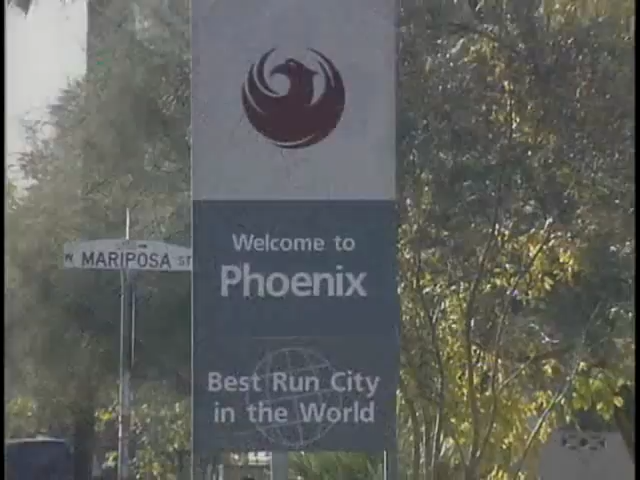 W MARIPOSA ST
Welcome to
Phoenix
Best Run City
in the World